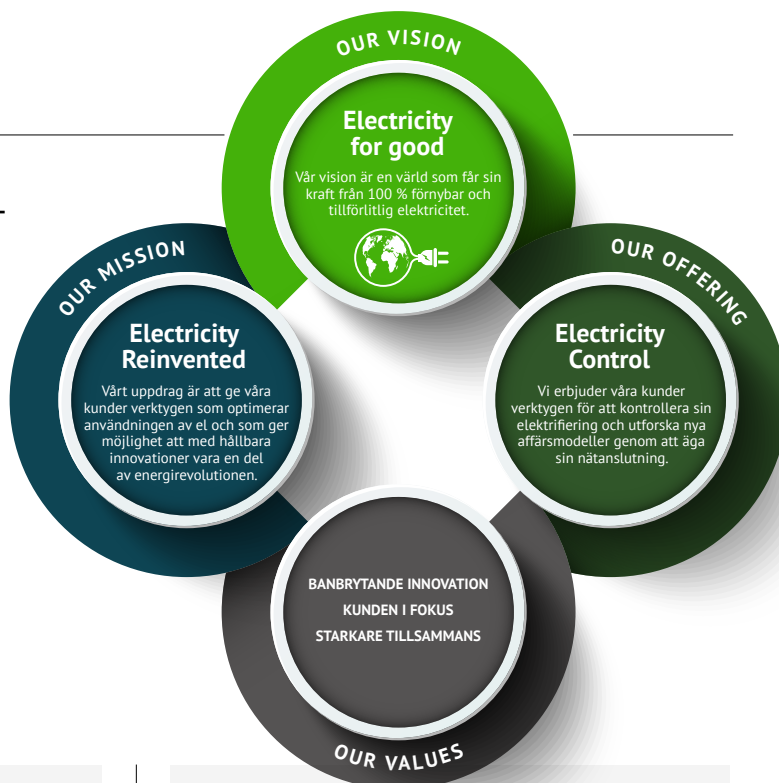 OUR VISION
Electricity
for good
Vår vision är en värld som får sin
kraft från 100 % förnybar och
tillförlitlig elektricitet.
OUR MISSION
Electricity
Reinvented
Vårt uppdrag är att ge våra
kunder verktygen som optimerar
användningen av el och som ger
möjlighet att med hållbara
innovationer vara en del
av energirevolutionen.
OUR OFFERING
Electricity
Control
Vi erbjuder våra kunder
verktygen för att kontrollera sin
elektrifiering och utforska nya
affärsmodeller genom att äga
sin nätanslutning.
BANBRYTANDE INNOVATION
KUNDEN I FOKUS
STARKARE TILLSAMMANS
OUR VALUES